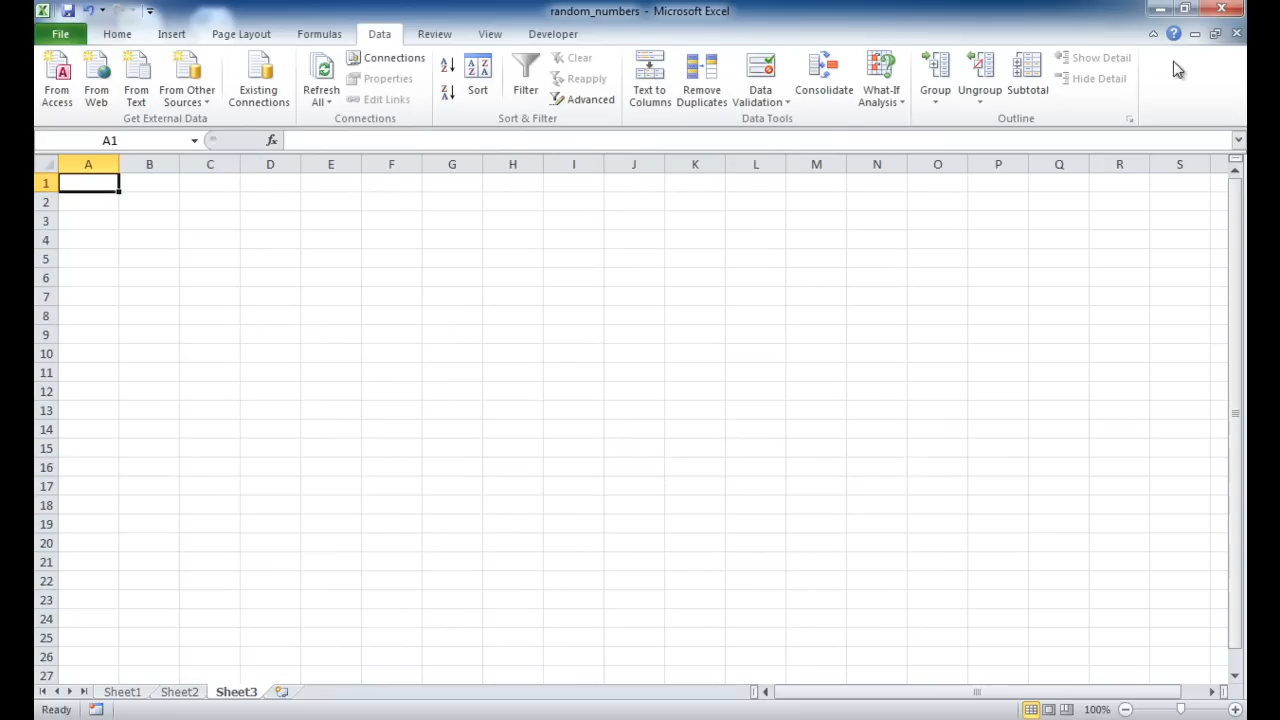 random_numbers - Microsoft Excel
File Home Insert Page Layout Formulas Data Review View Developer
From Access
From Web
From Text
From Other Sources
Existing Connections
Get External Data
Refresh All
Connections
Properties
Edit Links
Connections
Sort
Filter
Clear
Reapply
Advanced
Sort & Filter
Text to Columns
Remove Duplicates
Data Validation
Consolidate
What-If Analysis
Data Tools
Group
Ungroup
Subtotal
Show Detail
Hide Detail
Outline
A1 fx
A B C D E F G H I J K L M N O P Q R S
1
2
3
4
5
6
7
8
9
10
11
12
13
14
15
16
17
18
19
20
21
22
23
24
25
26
27
Sheet1 Sheet2 Sheet3
Ready 100%